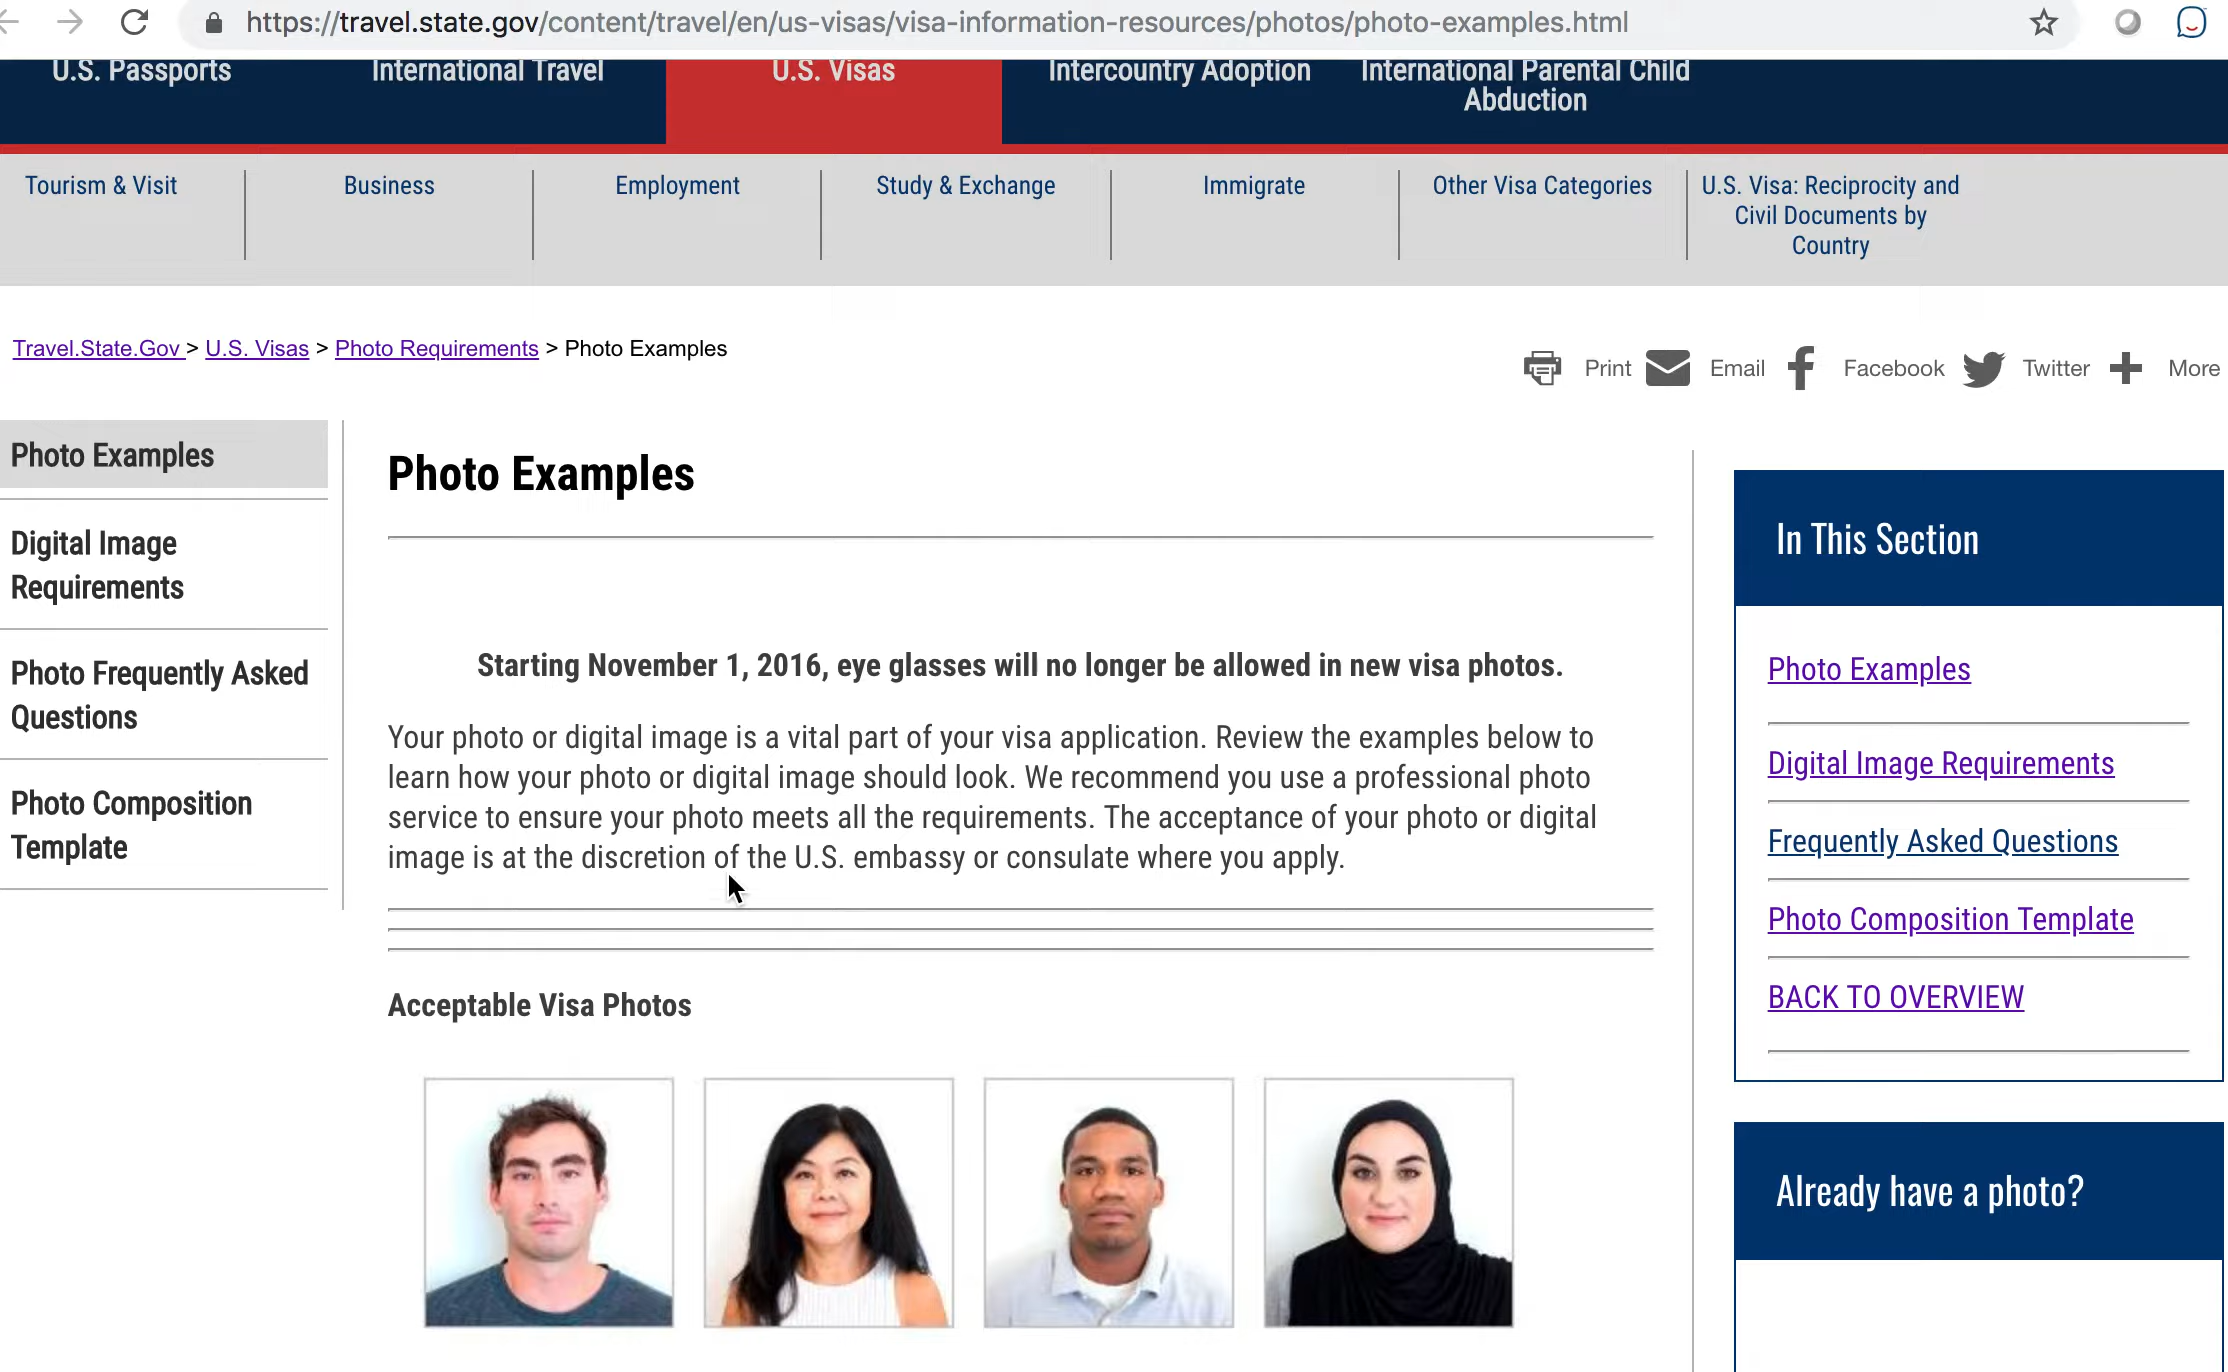 https://travel.state.gov/content/travel/en/us-visas/visa-information-resources/photos/photo-examples.html
U.S. Passports
International Travel
U.S. Visas
Intercountry Adoption
International Parental Child
Abduction
Tourism & Visit
Business
Employment
Study & Exchange
Immigrate
Other Visa Categories
U.S. Visa: Reciprocity and
Civil Documents by
Country
Travel.State.Gov > U.S. Visas > Photo Requirements > Photo Examples
Print
Email
Facebook
Twitter
More
Photo Examples
Digital Image
Requirements
Photo Frequently Asked
Questions
Photo Composition
Template
Photo Examples
Starting November 1, 2016, eye glasses will no longer be allowed in new visa photos.
Your photo or digital image is a vital part of your visa application. Review the examples below to
learn how your photo or digital image should look. We recommend you use a professional photo
service to ensure your photo meets all the requirements. The acceptance of your photo or digital
image is at the discretion of the U.S. embassy or consulate where you apply.
Acceptable Visa Photos
In This Section
Photo Examples
Digital Image Requirements
Frequently Asked Questions
Photo Composition Template
BACK TO OVERVIEW
Already have a photo?